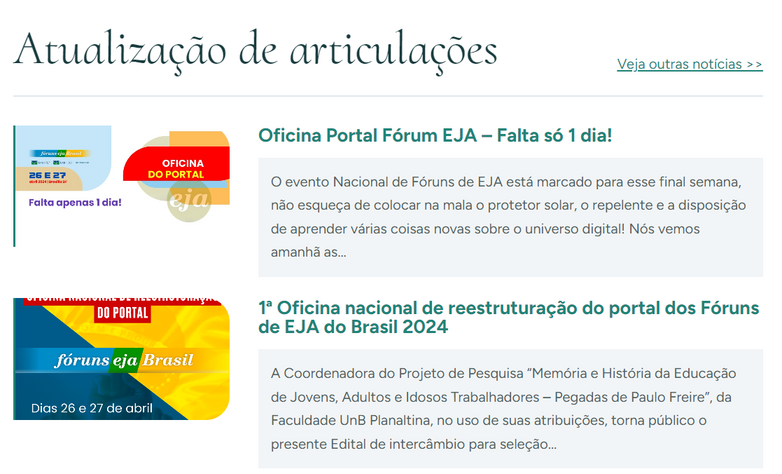 Atualização de articulações
Veja outras notícias >>
fóruns eja Brasil
26 E 27
Falta apenas 1 dia!
OFICINA
DO PORTAL
eja
Oficina Portal Fórum EJA – Falta só 1 dia!
O evento Nacional de Fóruns de EJA está marcado para esse final semana,
não esqueça de colocar na mala o protetor solar, o repelente e a disposição
de aprender várias coisas novas sobre o universo digital! Nós vemos
amanhã as...
OFICINA NACIONAL DE REESTRUTURAÇÃO
DO PORTAL
fóruns eja Brasil
Dias 26 e 27 de abril
1ª Oficina nacional de reestruturação do portal dos Fóruns
de EJA do Brasil 2024
A Coordenadora do Projeto de Pesquisa “Memória e História da Educação
de Jovens, Adultos e Idosos Trabalhadores – Pegadas de Paulo Freire”, da
Faculdade UnB Planaltina, no uso de suas atribuições, torna público o
presente Edital de intercâmbio para seleção...